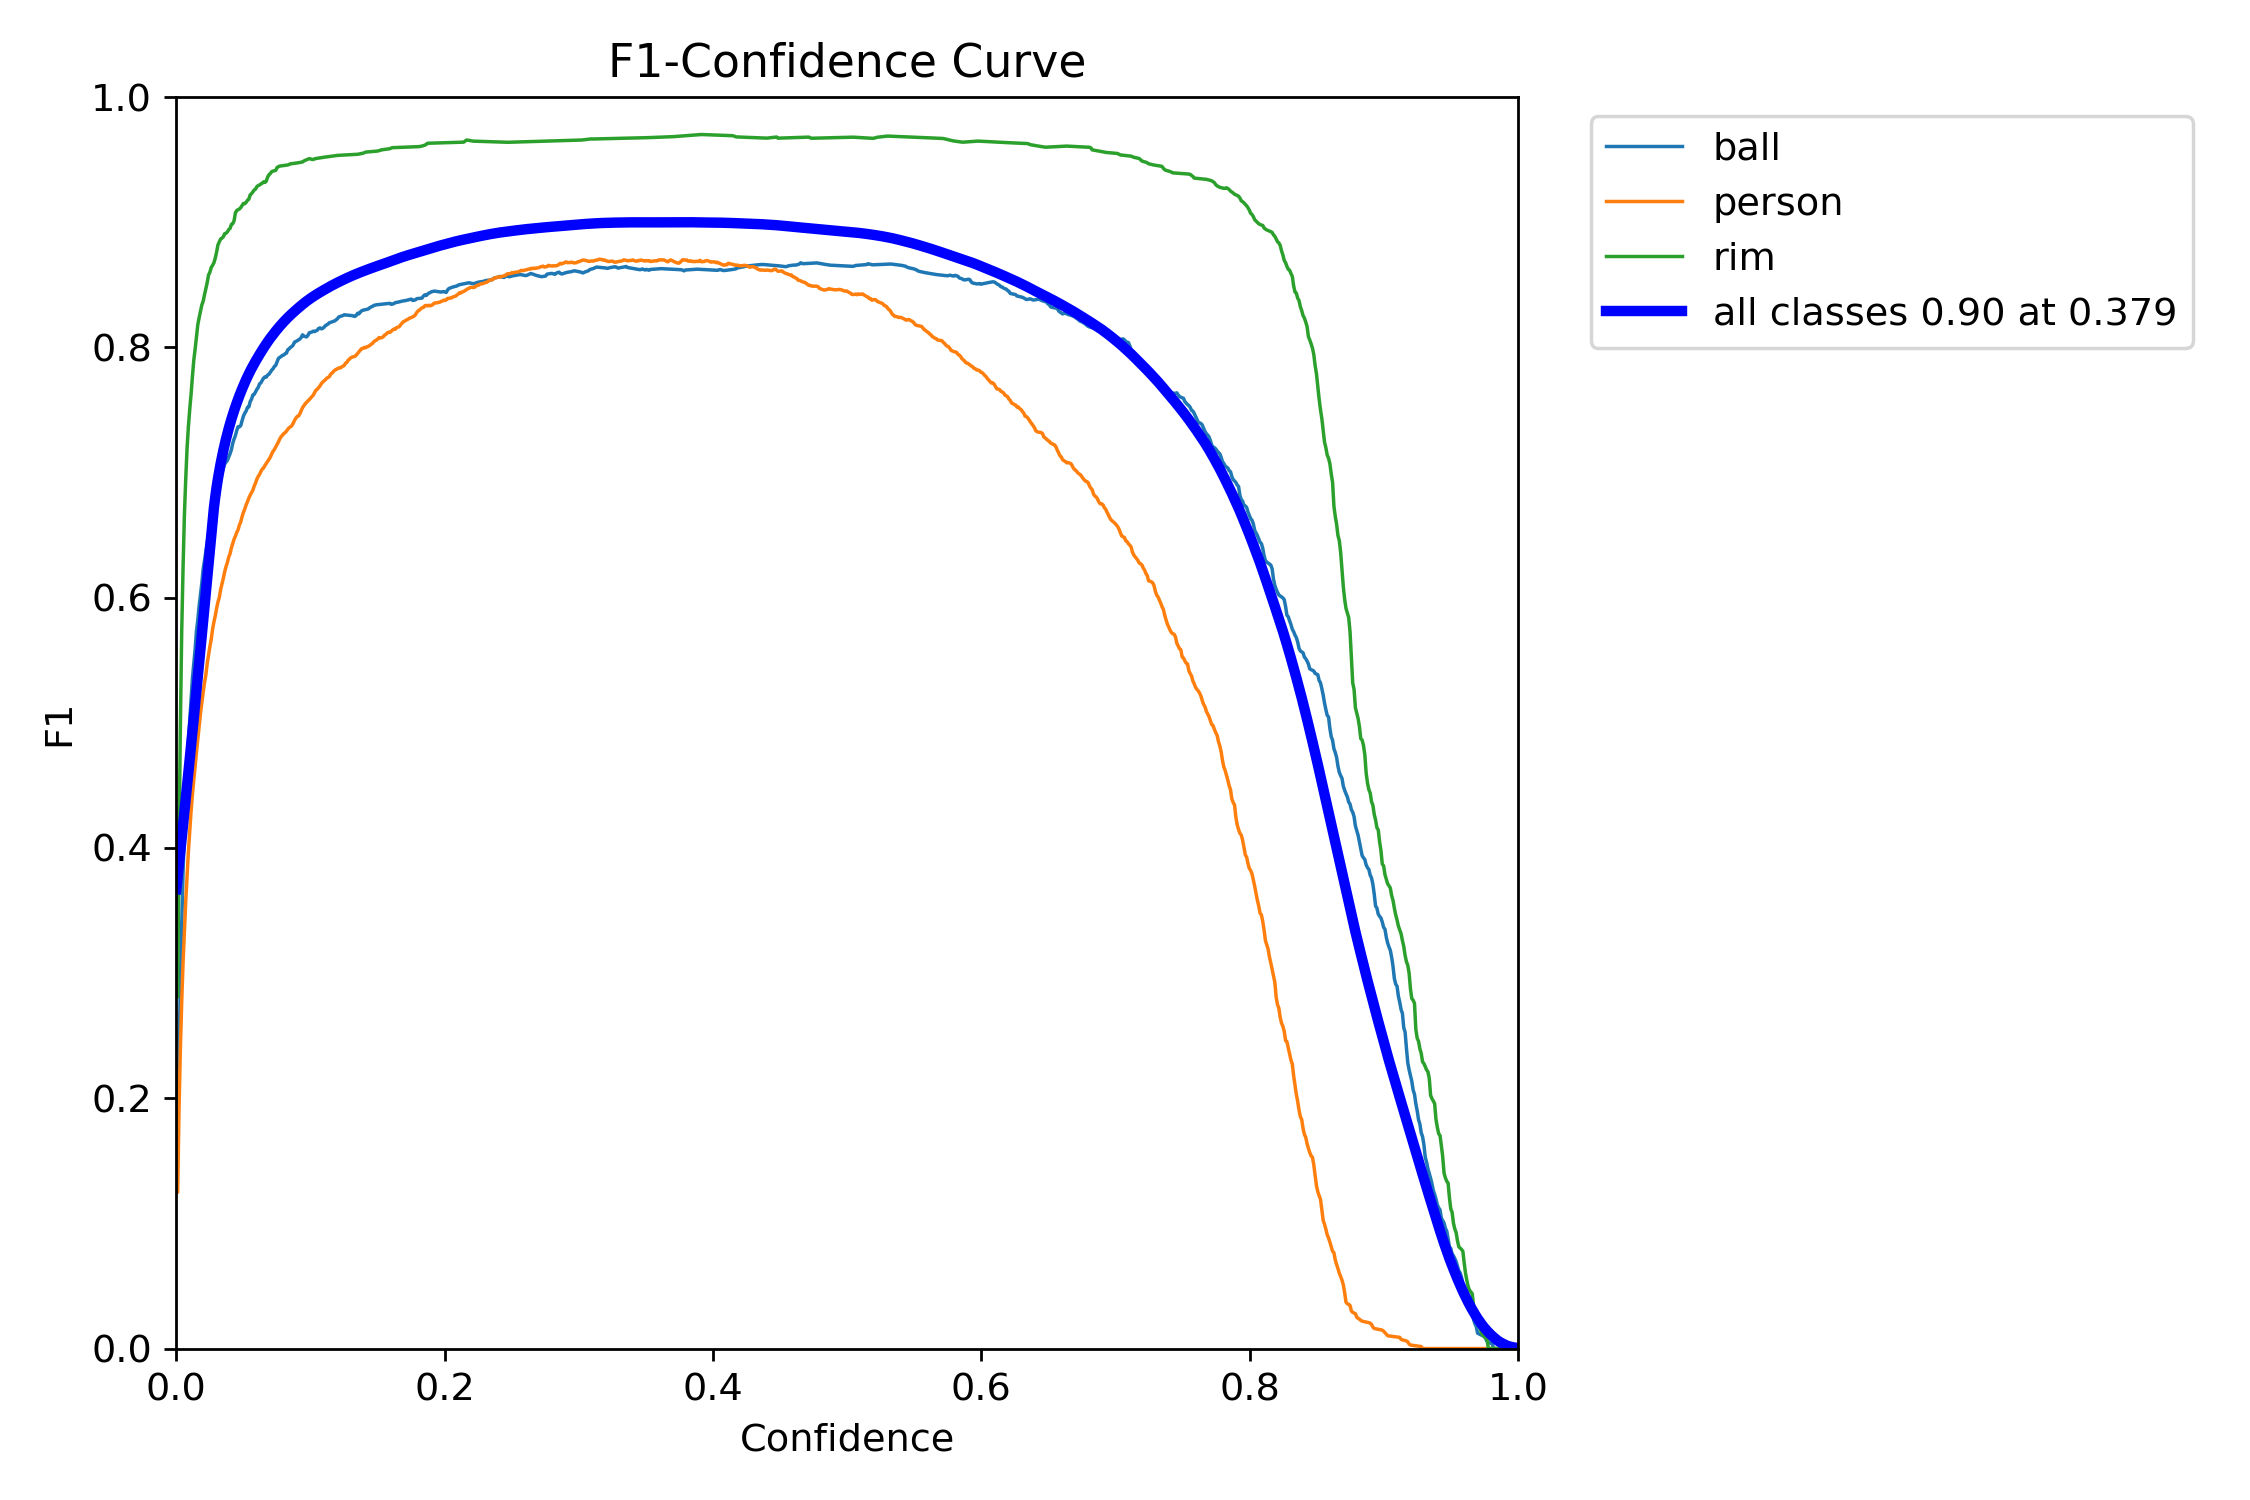 F1-Confidence Curve
1.0
0.8
0.6
0.4
0.2
0.0
F1
0.0 0.2 0.4 0.6 0.8 1.0
Confidence
ball
person
rim
all classes 0.90 at 0.379